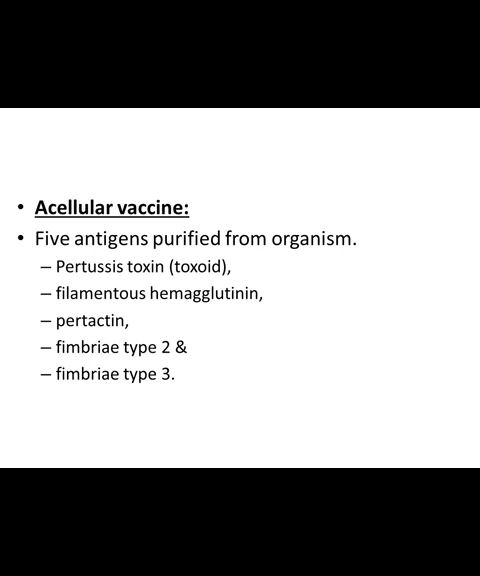 • Acellular vaccine:
• Five antigens purified from organism.
– Pertussis toxin (toxoid),
– filamentous hemagglutinin,
– pertactin,
– fimbriae type 2 &
– fimbriae type 3.